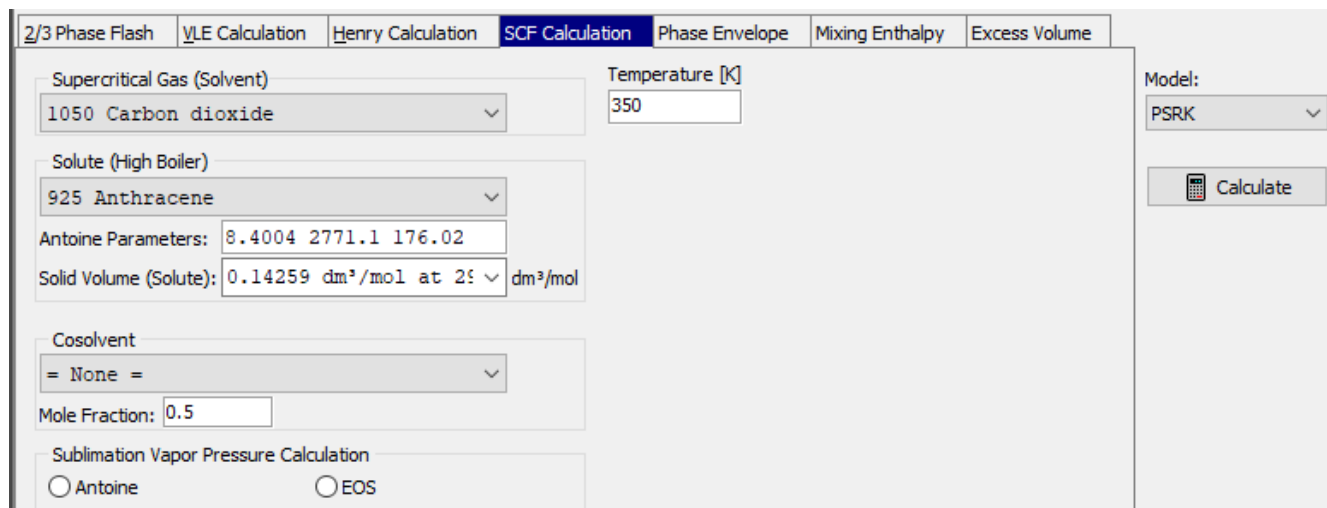 2/3 Phase Flash VLE Calculation Henry Calculation SCF Calculation Phase Envelope Mixing Enthalpy Excess Volume
Supercritical Gas (Solvent)
1050 Carbon dioxide
Temperature [K]
350
Model:
PSRK
Calculate
Solute (High Boiler)
925 Anthracene
Antoine Parameters: 8.4004 2771.1 176.02
Solid Volume (Solute): 0.14259 dm³/mol at 29 dm³/mol
Cosolvent
= None =
Mole Fraction: 0.5
Sublimation Vapor Pressure Calculation
Antoine EOS